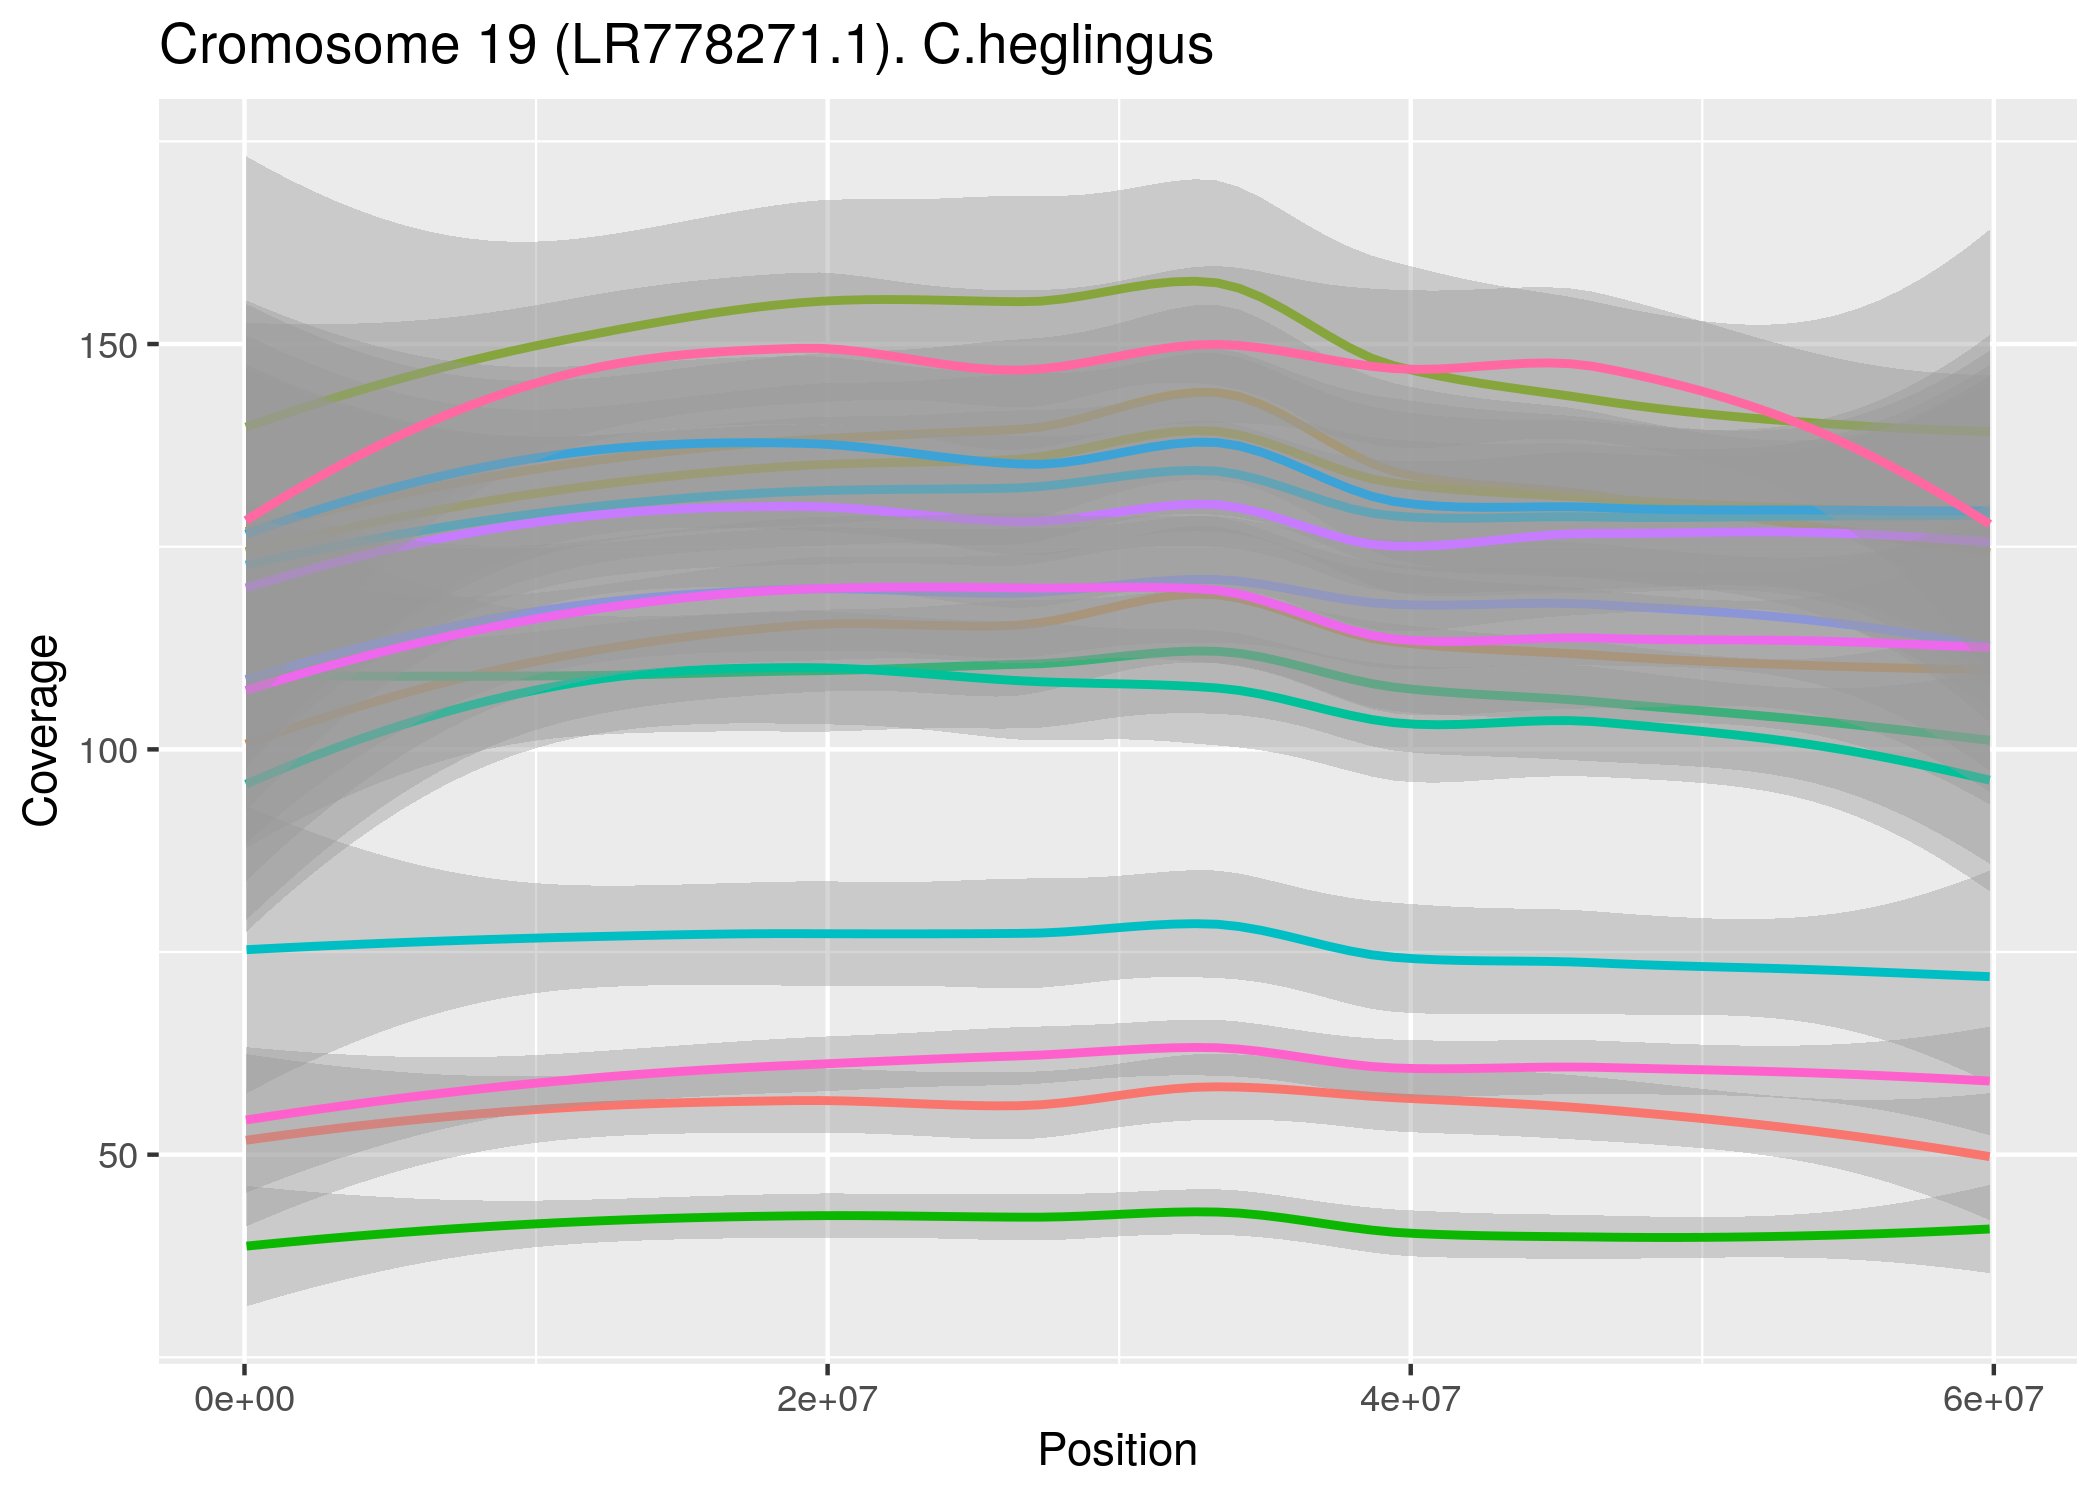 Cromosome 19 (LR778271.1). C.heglingus
150
100
50
Coverage
0e+00 2e+07 4e+07 6e+07
Position